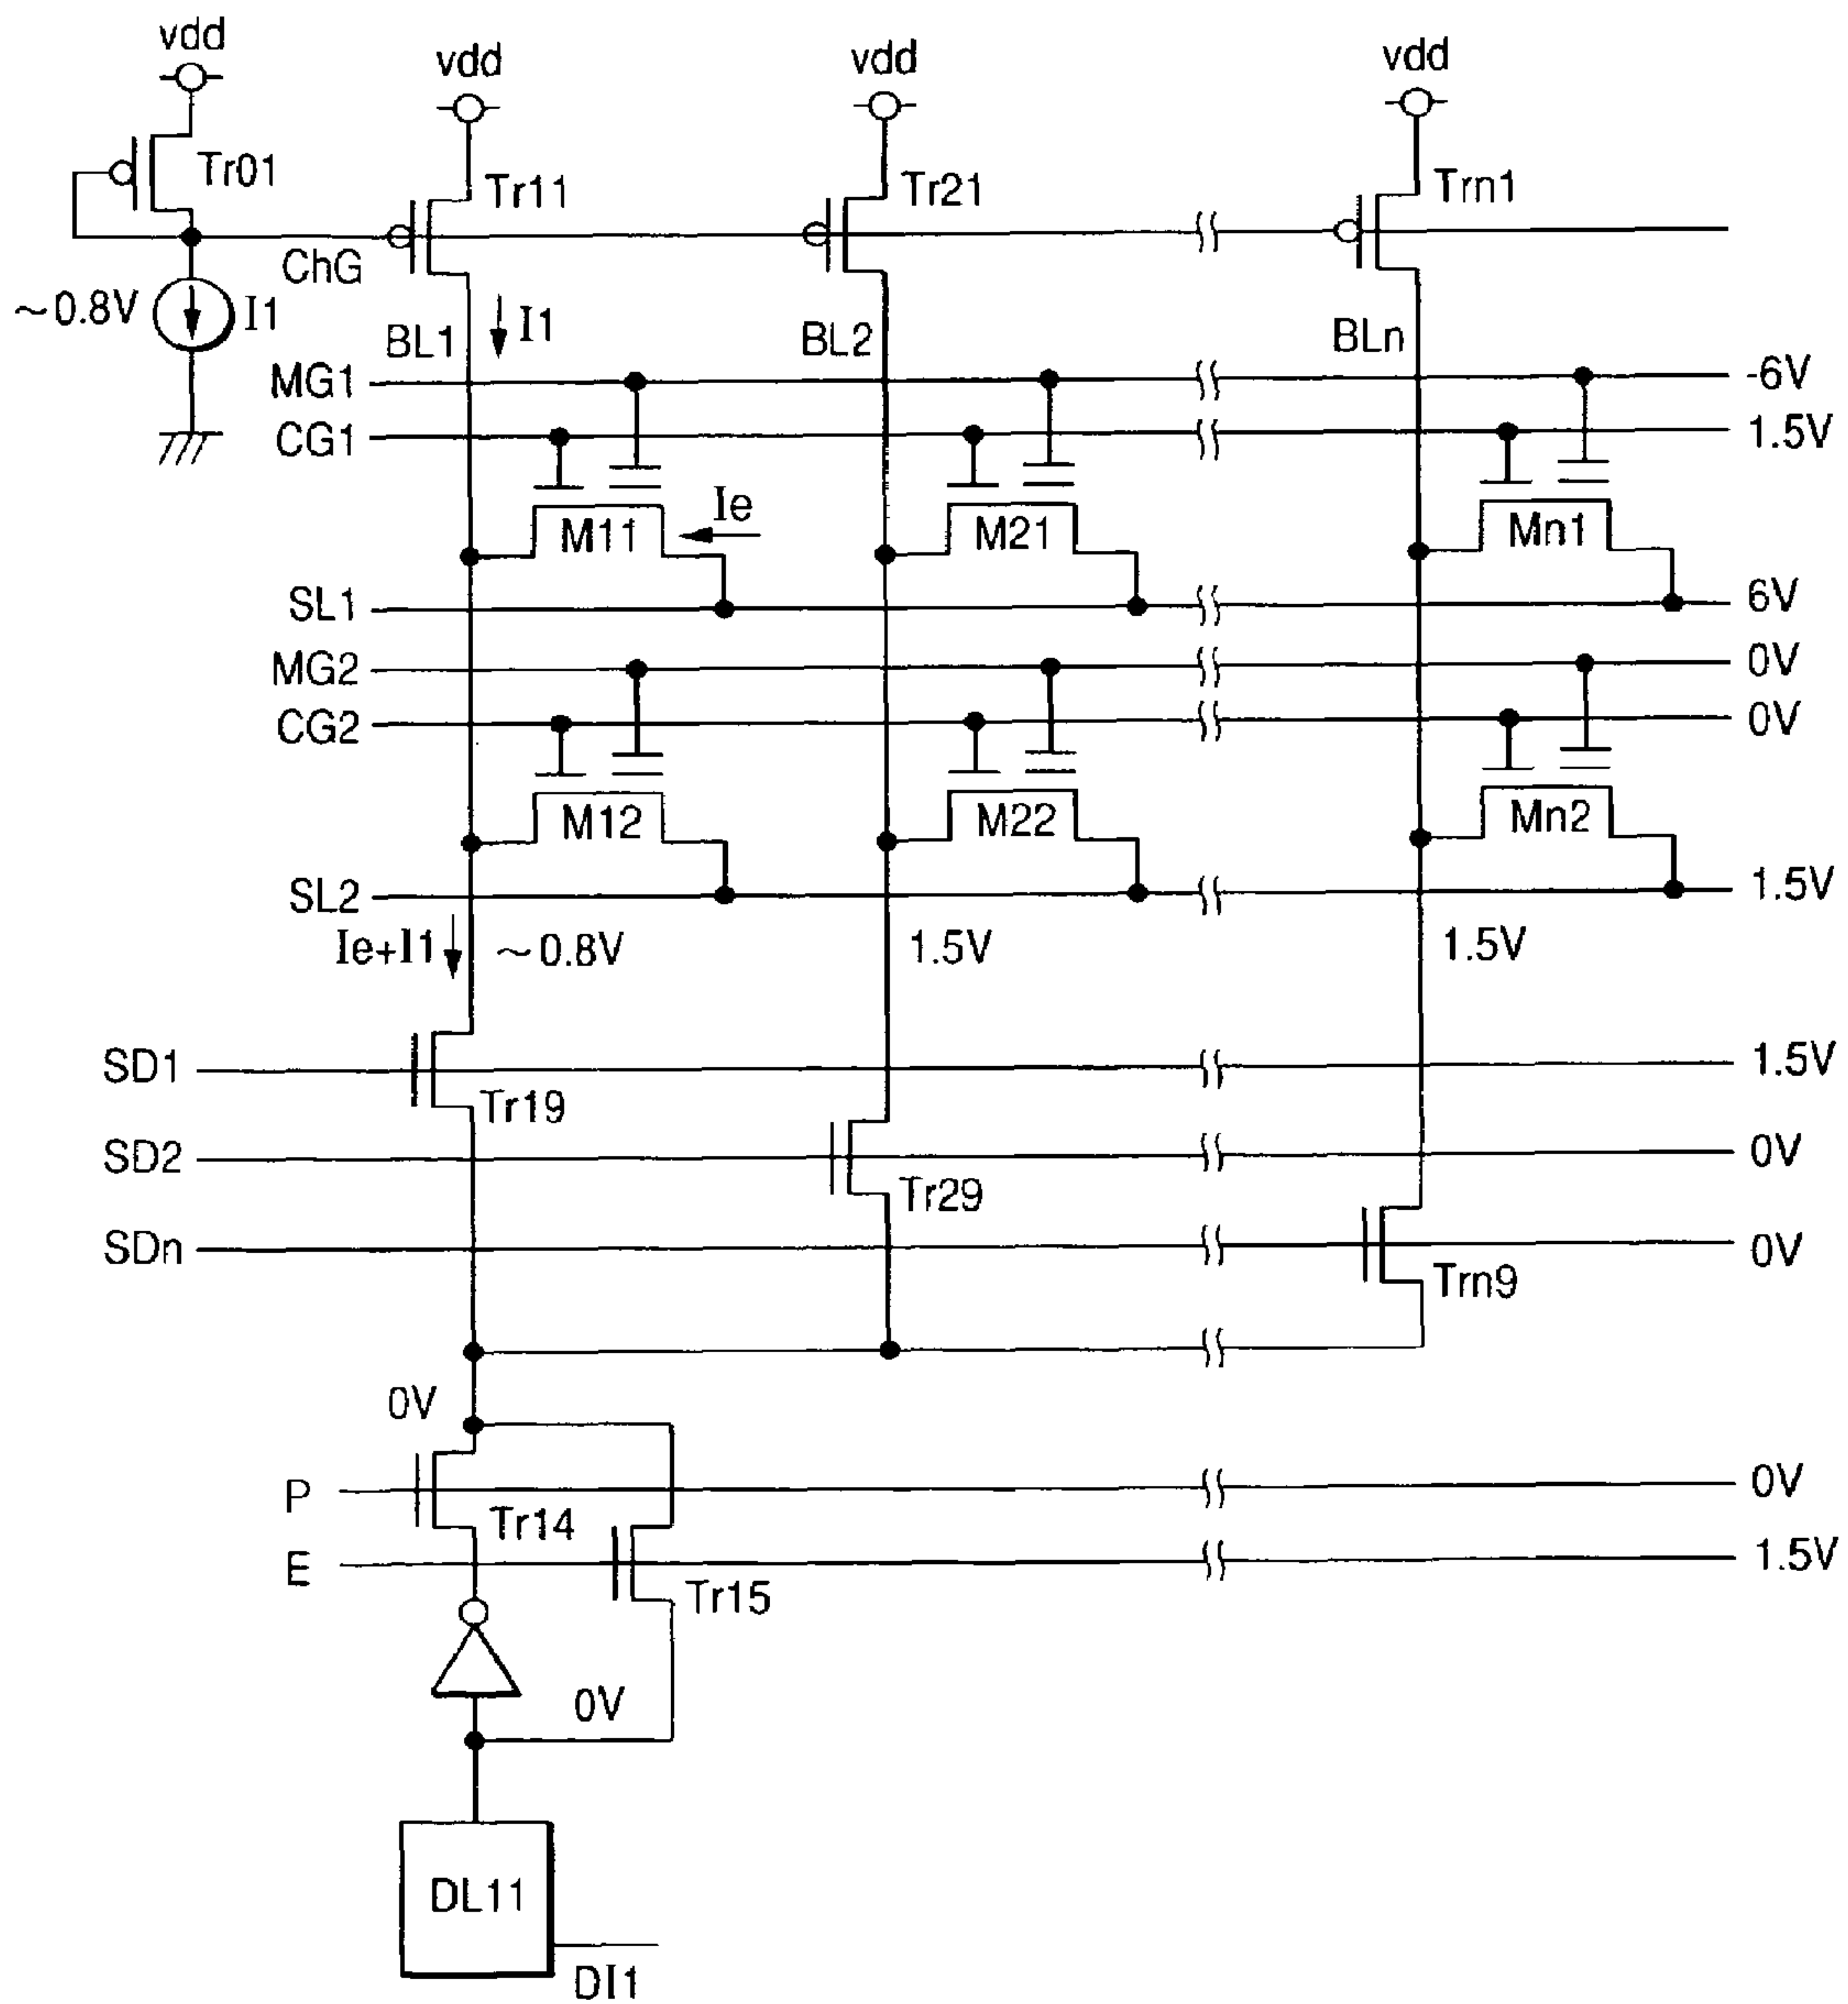 vdd
vdd
vdd
vdd
Tr01
Tr11
Tr21
Trn1
ChG
~0.8V
I1
I1
BL1
BL2
BLn
MG1
-6V
CG1
1.5V
Ie
M11
M21
Mn1
SL1
6V
MG2
0V
CG2
0V
M12
M22
Mn2
SL2
1.5V
Ie+I1
~0.8V
1.5V
1.5V
SD1
1.5V
Tr19
SD2
0V
Tr29
SDn
0V
Trn9
0V
P
0V
Tr14
E
1.5V
Tr15
0V
DL11
DI1